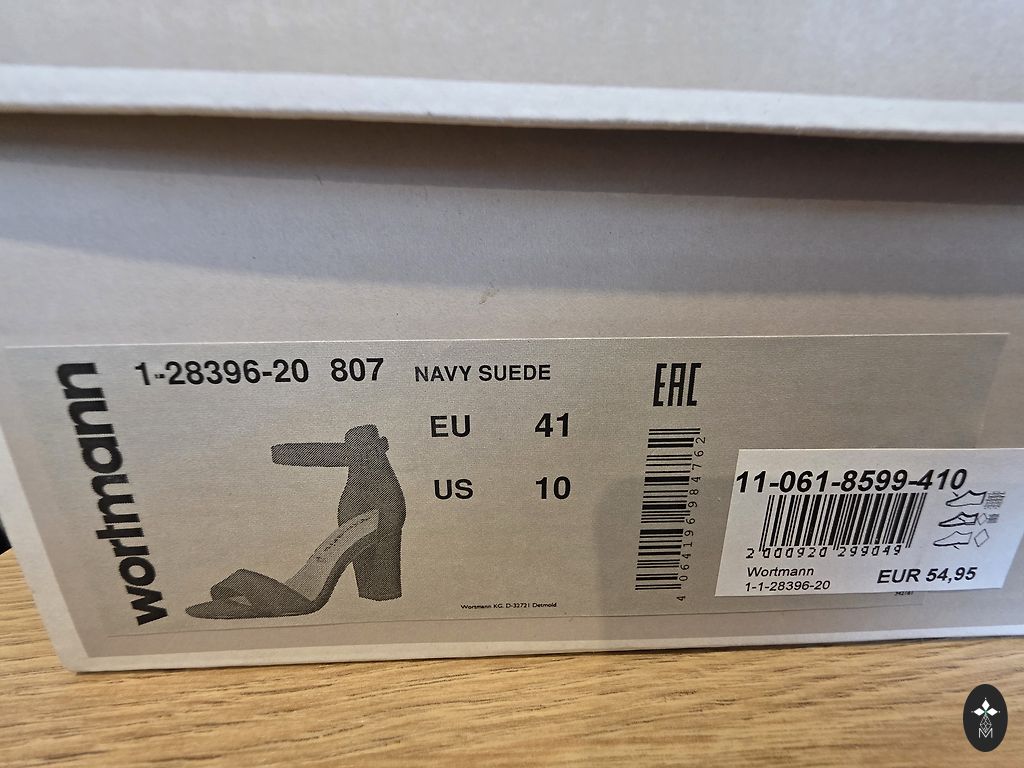 wortmann
1-28396-20 807 NAVY SUEDE
EU 41
US 10
Wortmann KG. D-32721 Detmold
EAC
4 064196 984762
11-061-8599-410
2 000920 299049
Wortmann
1-1-28396-20
EUR 54,95
M